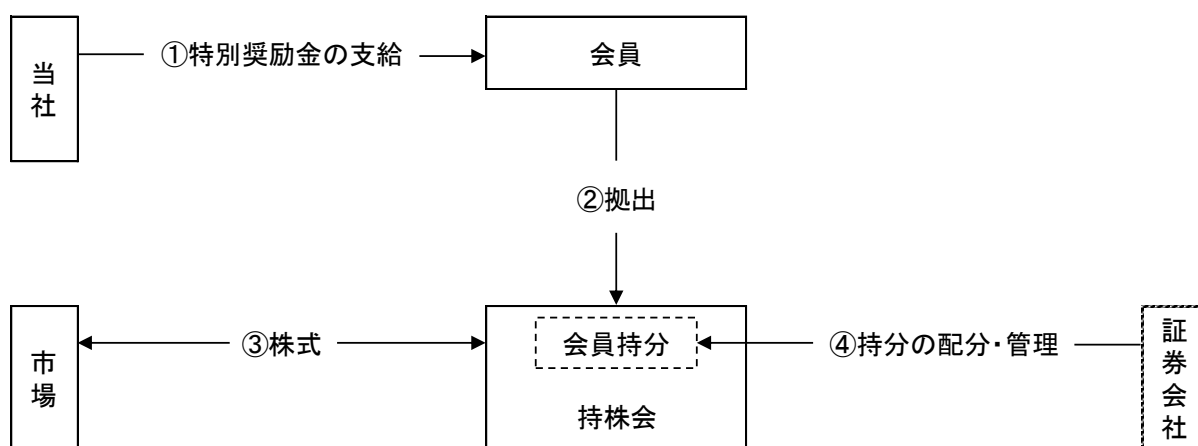 当社
①特別奨励金の支給
会員
②拠出
市場
③株式
会員持分
持株会
④持分の配分・管理
証券会社